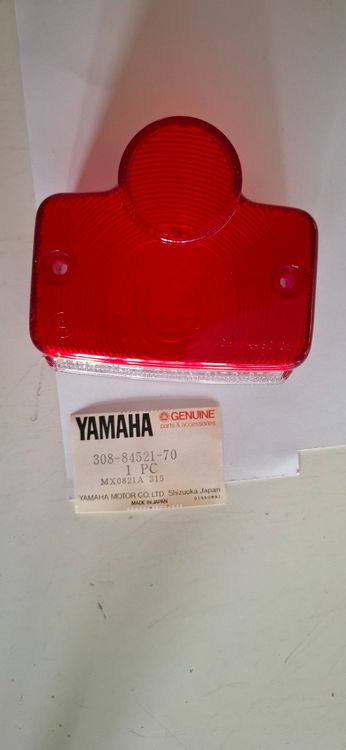 YAMAHA
GENUINE
parts & accessories
308-84521-70
1 PC
MX0821A 315
YAMAHA MOTOR CO.LTD. Shizuoka Japan
MADE IN JAPAN